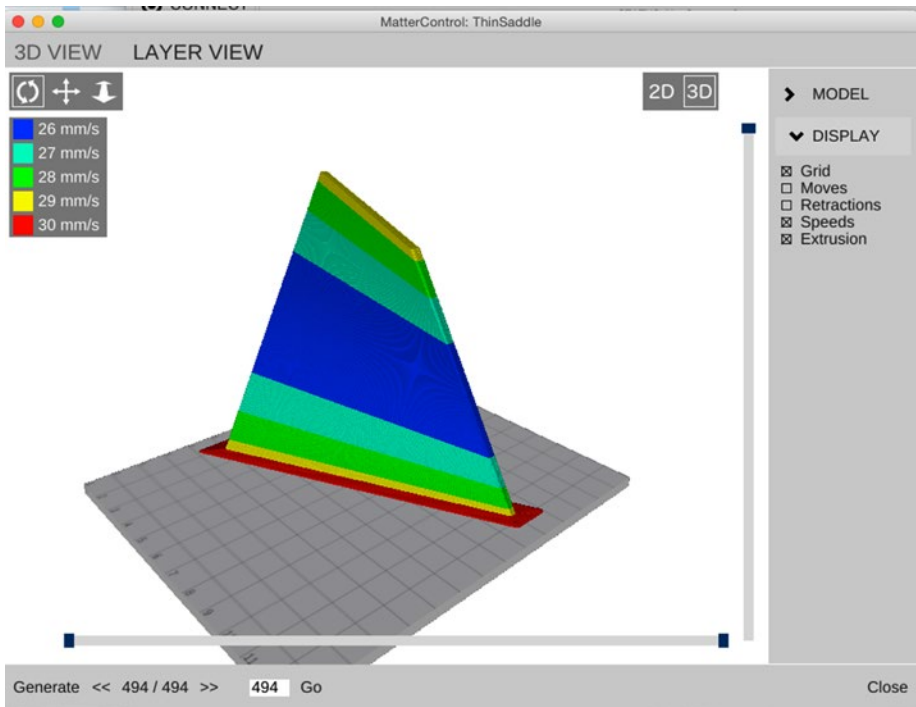 CONNECT
MatterControl: ThinSaddle
3D VIEW LAYER VIEW
2D 3D
26 mm/s
27 mm/s
28 mm/s
29 mm/s
30 mm/s
MODEL
DISPLAY
Grid
Moves
Retractions
Speeds
Extrusion
Generate << 494 / 494 >> 494 Go
Close